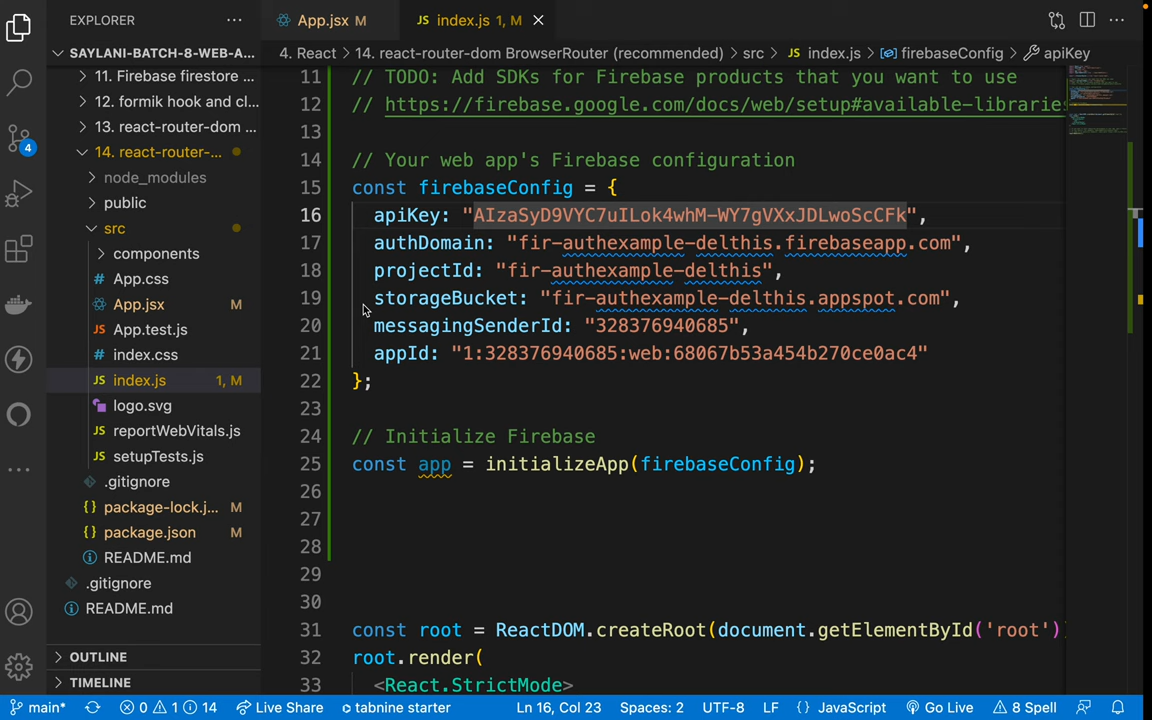 EXPLORER
SAYLANI-BATCH-8-WEB-A...
11. Firebase firestore ...
12. formik hook and cl...
13. react-router-dom ...
14. react-router-...
node_modules
public
src
components
# App.css
App.jsx M
App.test.js
# index.css
JS index.js 1, M
logo.svg
JS reportWebVitals.js
JS setupTests.js
.gitignore
{} package-lock.j... M
{} package.json M
README.md
.gitignore
README.md
OUTLINE
TIMELINE
4
App.jsx M
JS index.js 1, M
4. React > 14. react-router-dom BrowserRouter (recommended) > src > JS index.js > firebaseConfig > apiKey
11 // TODO: Add SDKs for Firebase products that you want to use
12 // https://firebase.google.com/docs/web/setup#available-libraries
13
14 // Your web app's Firebase configuration
15 const firebaseConfig = {
16 apiKey: "AIzaSyD9VYC7uILok4whM-WY7gVXxJDLwoScCFk",
17 authDomain: "fir-authexample-delthis.firebaseapp.com",
18 projectId: "fir-authexample-delthis",
19 storageBucket: "fir-authexample-delthis.appspot.com",
20 messagingSenderId: "328376940685",
21 appId: "1:328376940685:web:68067b53a454b270ce0ac4"
22 };
23
24 // Initialize Firebase
25 const app = initializeApp(firebaseConfig);
26
27
28
29
30
31 const root = ReactDOM.createRoot(document.getElementById('root')
32 root.render(
33 <React.StrictMode>
main* 0 1 14 Live Share tabnine starter Ln 16, Col 23 Spaces: 2 UTF-8 LF {} JavaScript Go Live 8 Spell